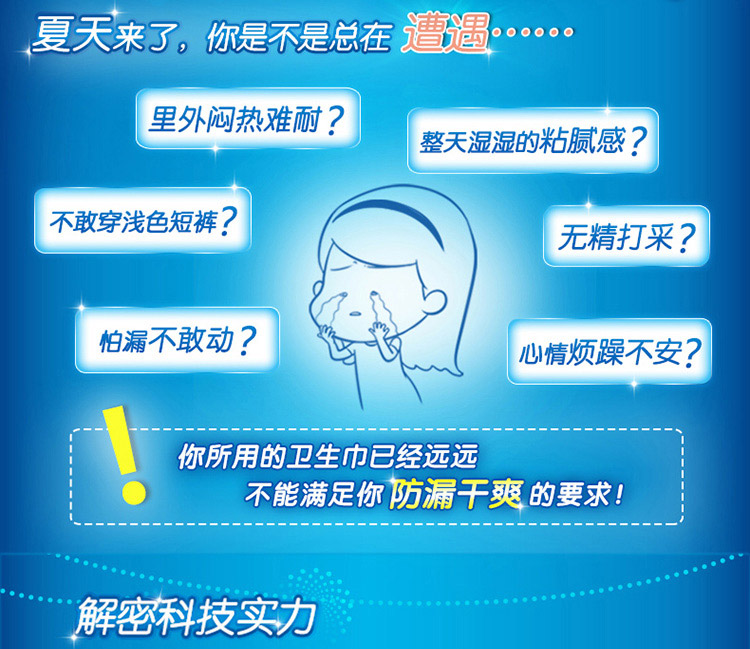 夏天来了，你是不是总在 遭遇……
里外闷热难耐？
整天湿湿的粘腻感？
不敢穿浅色短裤？
无精打采？
怕漏不敢动？
心情烦躁不安？
你所用的卫生巾已经远远
不能满足你 防漏干爽 的要求！
解密科技实力